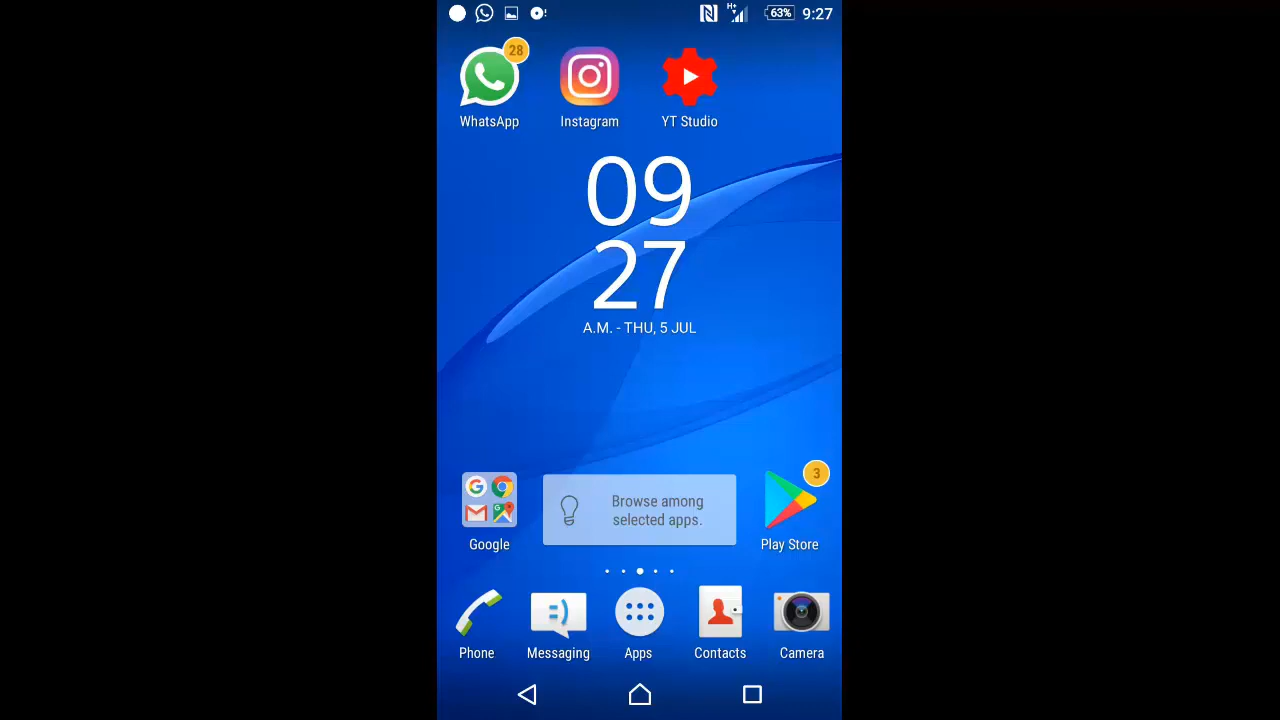 H+ 63% 9:27
28
WhatsApp Instagram YT Studio
09
27
A.M. - THU, 5 JUL
Browse among
selected apps.
3
Google Play Store
Phone Messaging Apps Contacts Camera